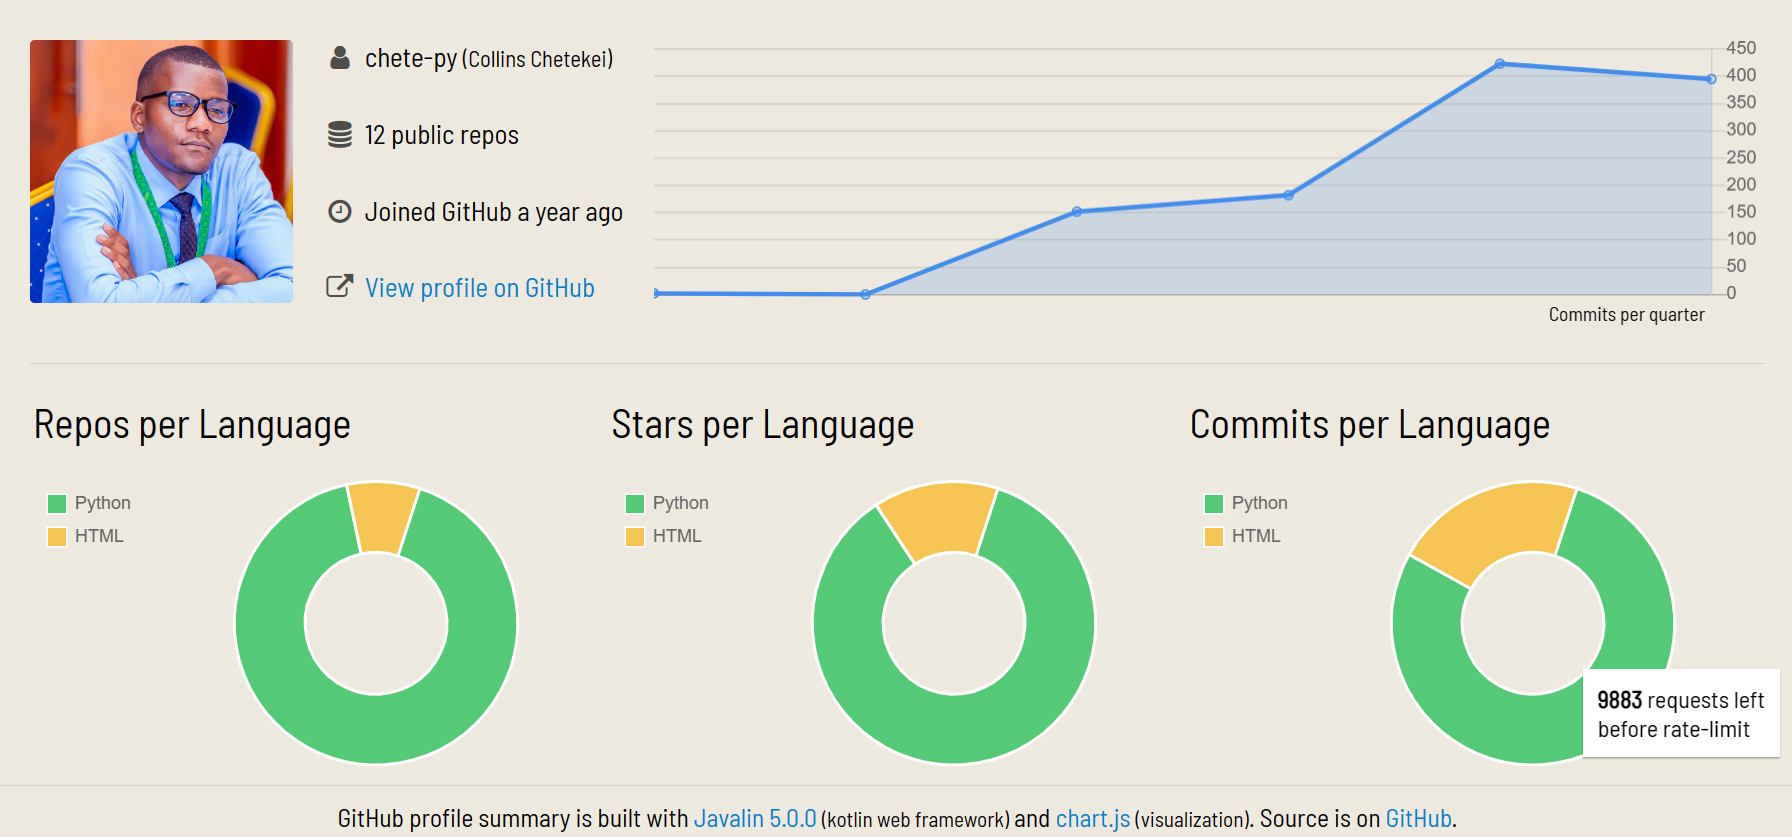 chete-py (Collins Chetekei)
12 public repos
Joined GitHub a year ago
View profile on GitHub
450
400
350
300
250
200
150
100
50
0
Commits per quarter
Repos per Language
Python
HTML
Stars per Language
Python
HTML
Commits per Language
Python
HTML
9883 requests left
before rate-limit
GitHub profile summary is built with Javalin 5.0.0 (kotlin web framework) and chart.js (visualization). Source is on GitHub.